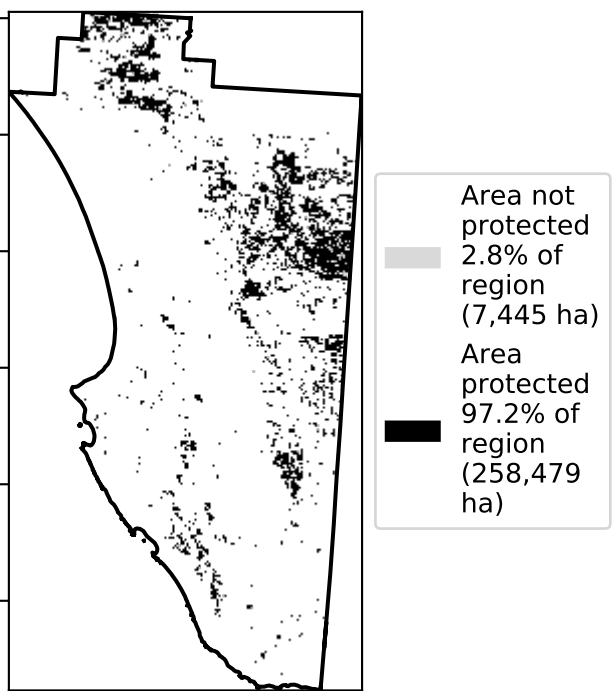 Area not
protected
2.8% of
region
(7,445 ha)
Area
protected
97.2% of
region
(258,479
ha)